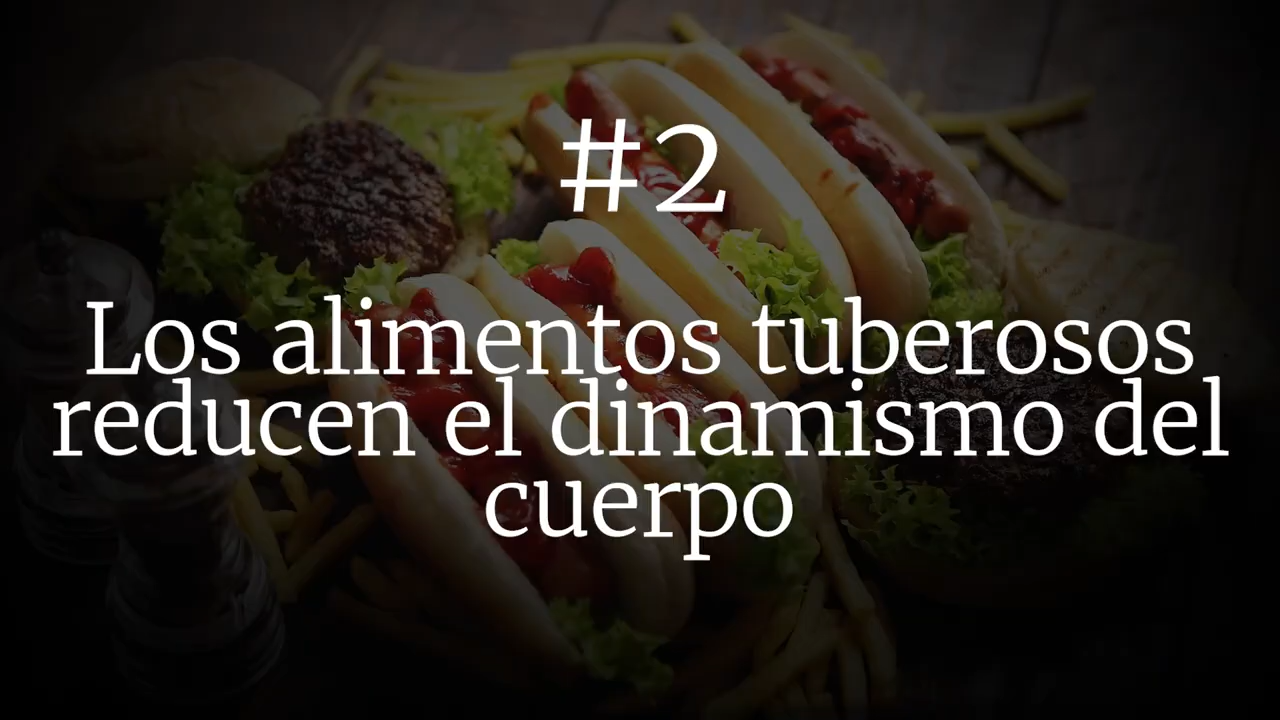 #2
Los alimentos tuberosos
reducen el dinamismo del
cuerpo